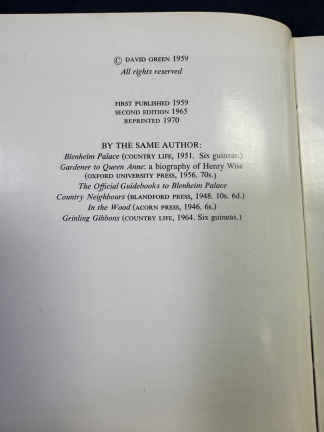 © DAVID GREEN 1959
All rights reserved
FIRST PUBLISHED 1959
SECOND EDITION 1963
REPRINTED 1970
BY THE SAME AUTHOR:
Blenheim Palace (COUNTRY LIFE, 1951. Six guineas.)
Gardener to Queen Anne: a biography of Henry Wise
(OXFORD UNIVERSITY PRESS, 1956. 70s.)
The Official Guidebooks to Blenheim Palace
Country Neighbours (BLANDFORD PRESS, 1948. 10s. 6d.)
In the Wood (ACORN PRESS, 1946. 6s.)
Grinling Gibbons (COUNTRY LIFE, 1964. Six guineas.)